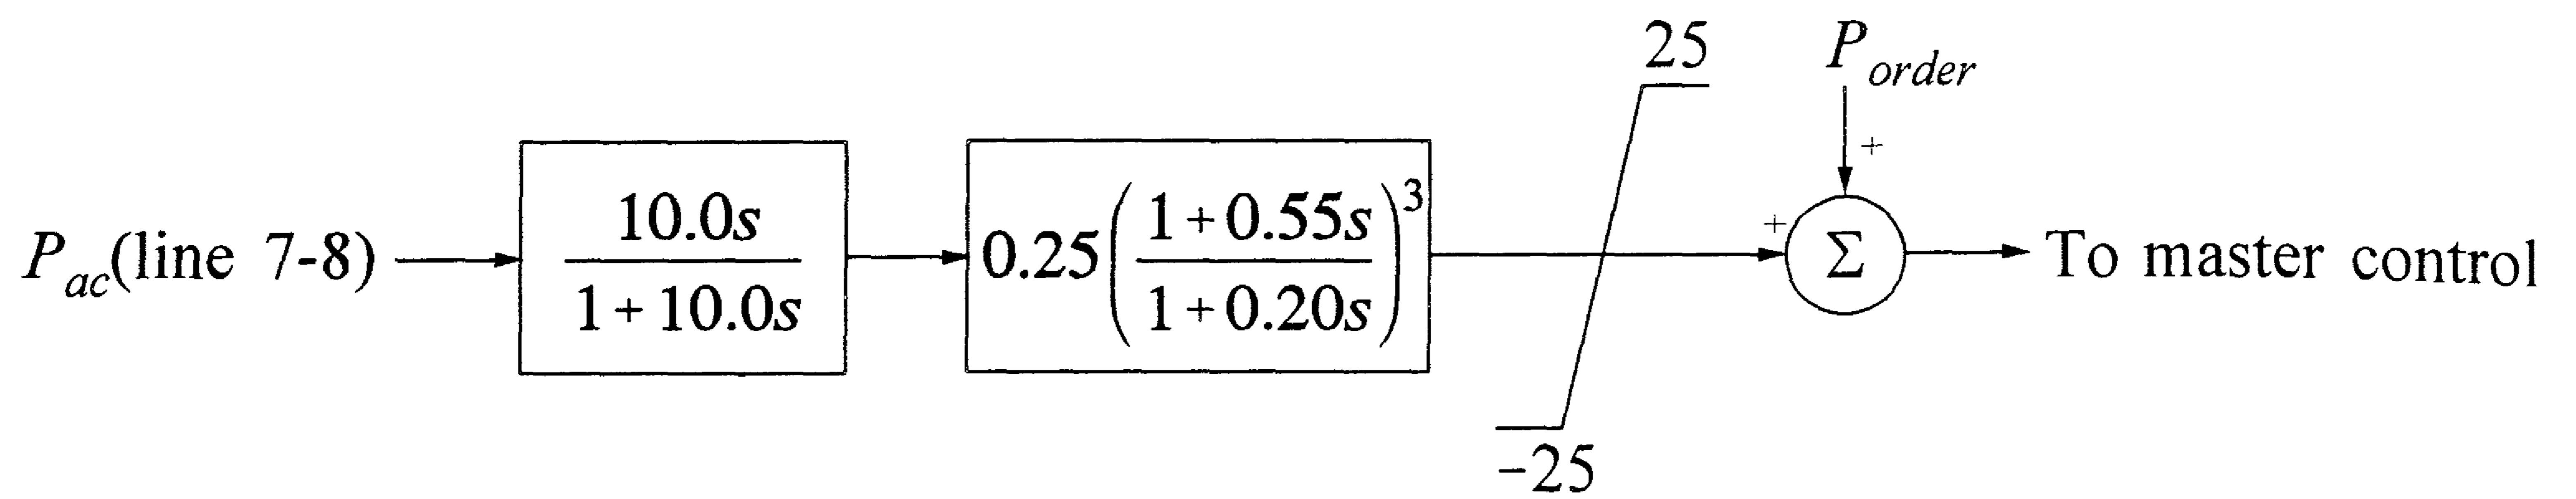 P_ac(line 7-8)
10.0s
1+10.0s
0.25(1+0.55s
1+0.20s)^3
25
-25
P_order
+
+
Σ
To master control